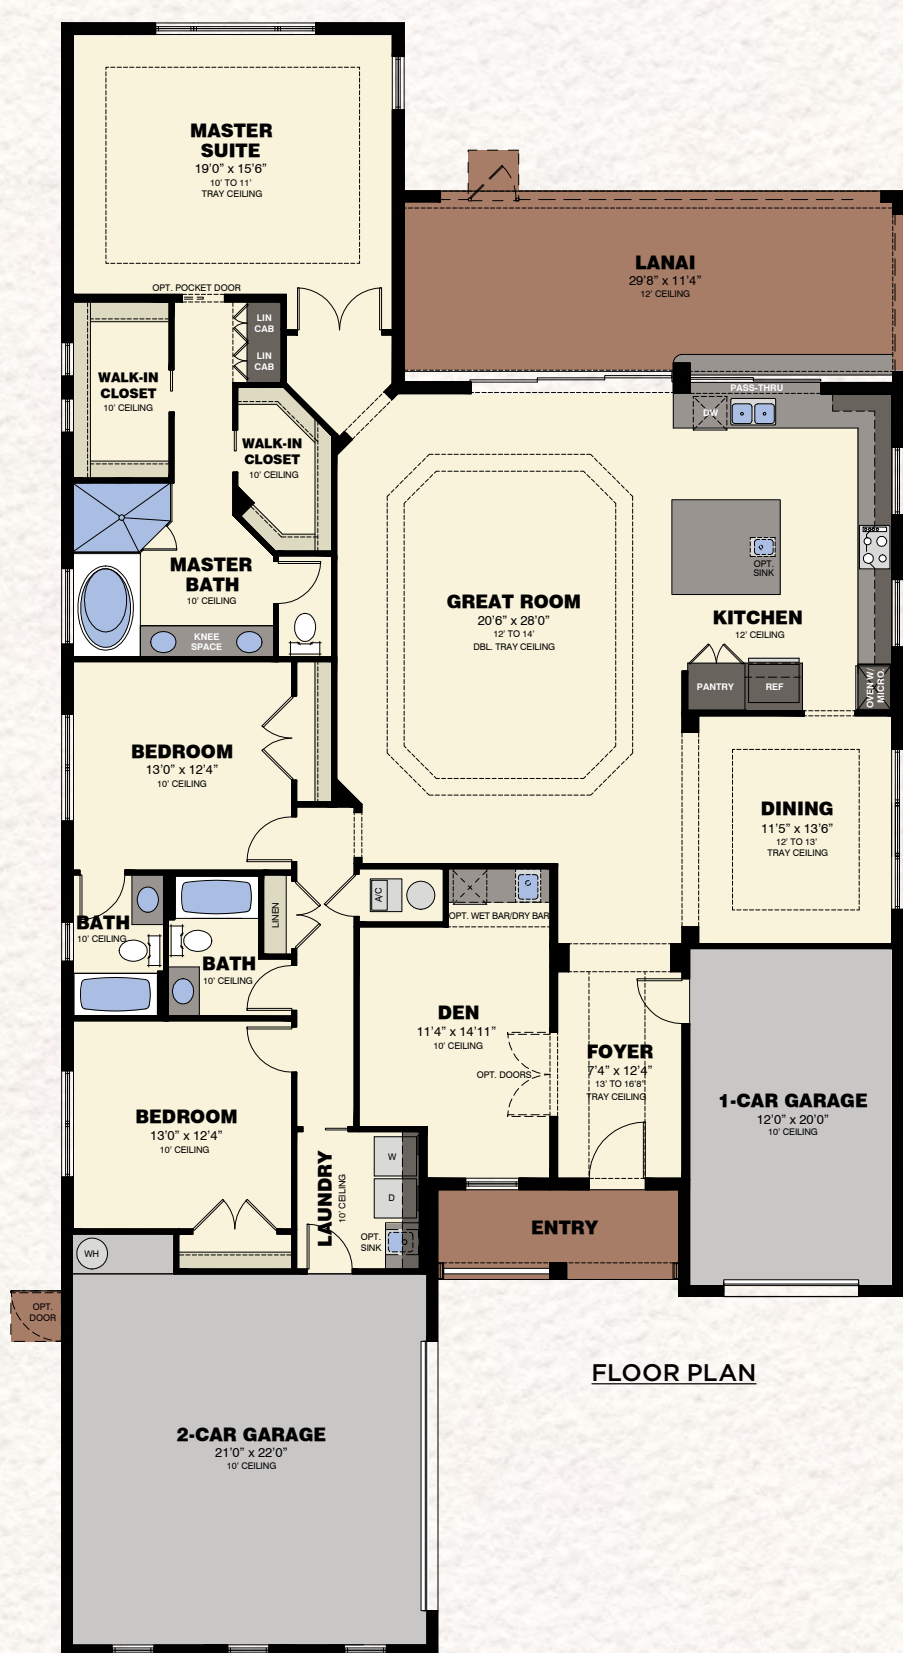 MASTER
SUITE
19'0" x 15'6"
10' TO 11'
TRAY CEILING
LANAI
29'8" x 11'4"
12' CEILING
OPT. POCKET DOOR
LIN
CAB
LIN
CAB
WALK-IN
CLOSET
10' CEILING
PASS-THRU
DW
WALK-IN
CLOSET
10' CEILING
MASTER
BATH
10' CEILING
OPT.
SINK
GREAT ROOM
20'6" x 28'0"
12' TO 14'
DBL. TRAY CEILING
KITCHEN
12' CEILING
KNEE
SPACE
PANTRY
REF
OVEN W/
MICRO.
BEDROOM
13'0" x 12'4"
10' CEILING
DINING
11'5" x 13'6"
12' TO 13'
TRAY CEILING
A/C
LINEN
OPT. WET BAR/DRY BAR
BATH
10' CEILING
BATH
10' CEILING
DEN
11'4" x 14'11"
10' CEILING
OPT. DOORS
FOYER
7'4" x 12'4"
13' TO 16'8"
TRAY CEILING
1-CAR GARAGE
12'0" x 20'0"
10' CEILING
BEDROOM
13'0" x 12'4"
10' CEILING
LAUNDRY
10' CEILING
W
D
OPT.
SINK
ENTRY
WH
OPT.
DOOR
FLOOR PLAN
2-CAR GARAGE
21'0" x 22'0"
10' CEILING